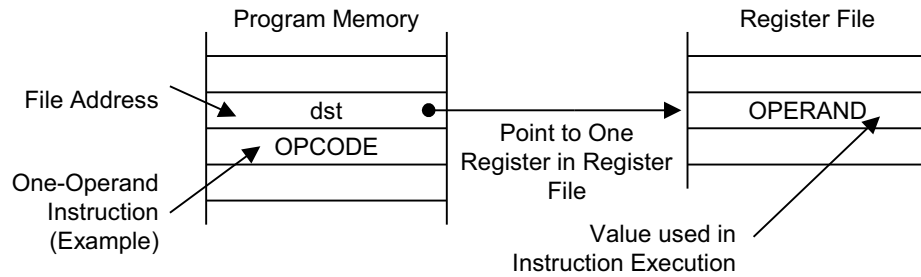 Program Memory
Register File
File Address
dst
OPERAND
OPCODE
Point to One
Register in Register
File
One-Operand
Instruction
(Example)
Value used in
Instruction Execution